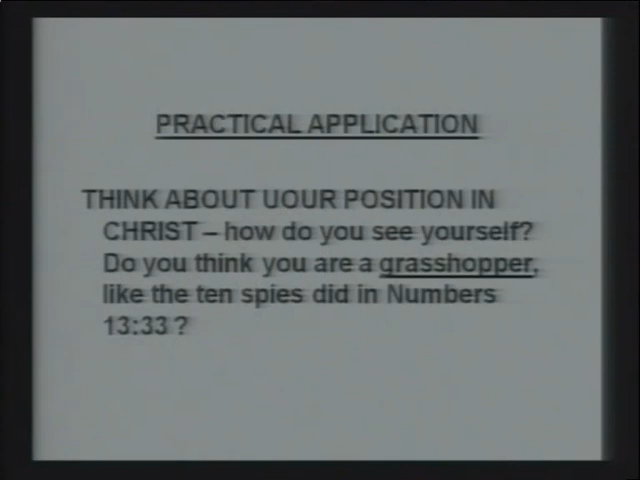 PRACTICAL APPLICATION
THINK ABOUT UOUR POSITION IN
CHRIST – how do you see yourself?
Do you think you are a grasshopper,
like the ten spies did in Numbers
13:33 ?